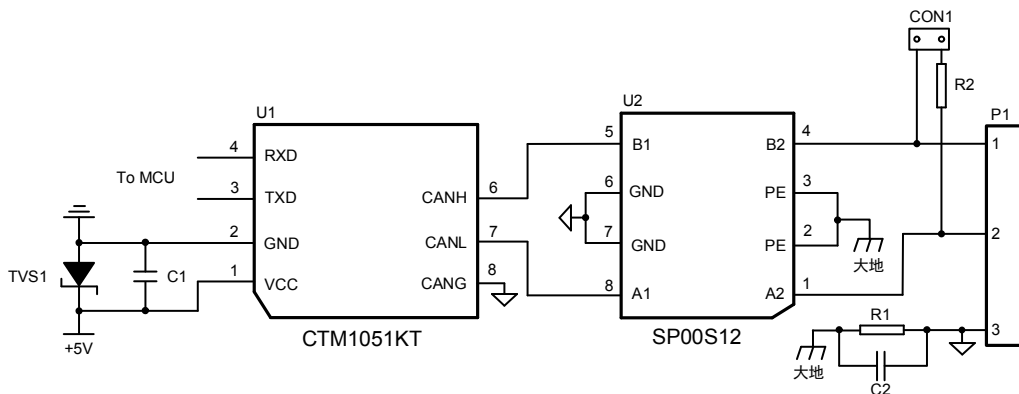 CON1
R2
P1
1
2
3
U1
4 RXD
3 TXD
2 GND
1 VCC
CANH 6
CANL 7
CANG 8
CTM1051KT
To MCU
TVS1
C1
+5V
U2
5 B1
6 GND
7 GND
8 A1
B2 4
PE 3
PE 2
A2 1
SP00S12
大地
R1
C2
大地